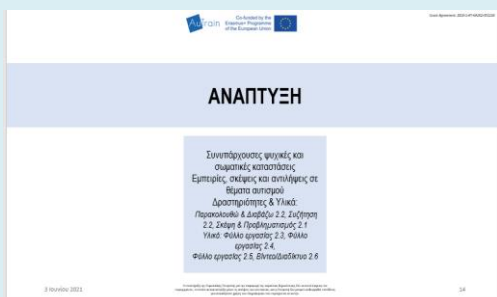 AuTrain
Co-funded by the
Erasmus+ Programme
of the European Union
ΑΝΑΠΤΥΞΗ
Συνυπάρχουσες ψυχικές και
σωματικές καταστάσεις
Εμπειρίες, σκέψεις και αντιλήψεις σε
θέματα αυτισμού
Δραστηριότητες & Υλικά:
Παρακολουθώ & Διαβάζω 2.2, Συζήτηση
2.2, Σκέψη & Προβληματισμός 2.1
Υλικά: Φύλλο εργασίας 2.3, Φύλλο
εργασίας 2.4,
Φύλλο εργασίας 2.5, Βίντεο/Διαδίκτυο 2.6
2 Ιουνίου 2021
14